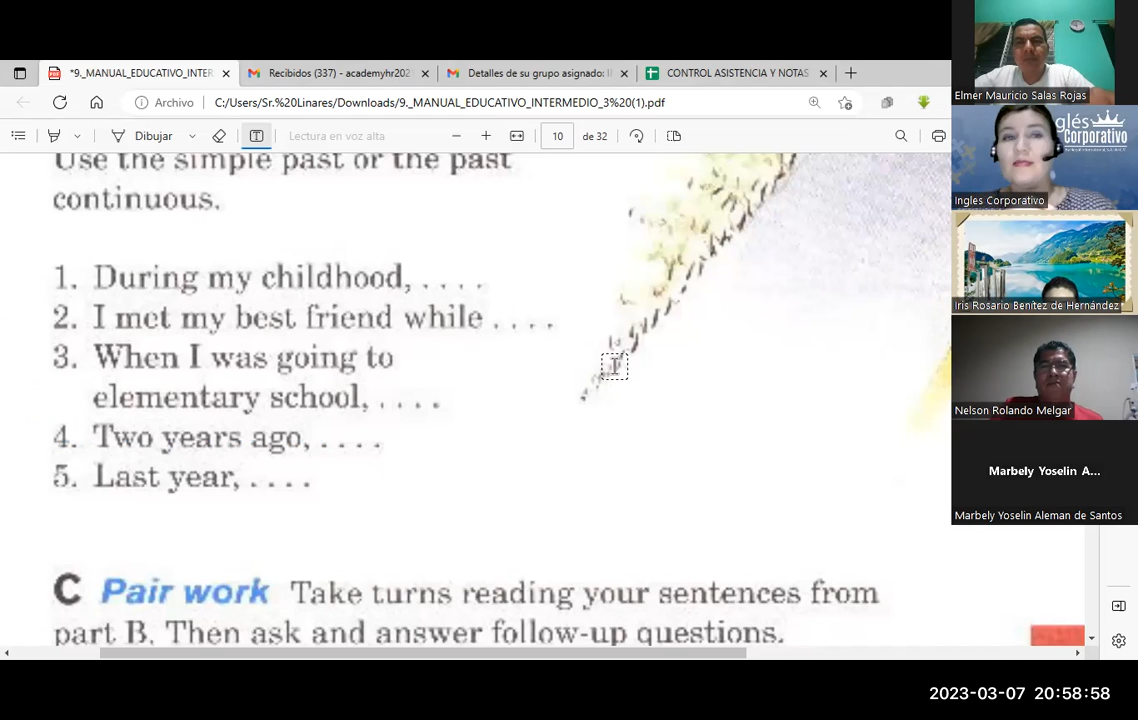 *9._MANUAL_EDUCATIVO_INTER
Recibidos (337) - academyhr202
Detalles de su grupo asignado: II
CONTROL ASISTENCIA Y NOTAS
Archivo
C:/Users/Sr.%20Linares/Downloads/9._MANUAL_EDUCATIVO_INTERMEDIO_3%20(1).pdf
Dibujar
Lectura en voz alta
10 de 32
Use the simple past or the past
continuous.
1. During my childhood, . . . .
2. I met my best friend while . . . .
3. When I was going to
elementary school, . . . .
4. Two years ago, . . . .
5. Last year, . . . .
C Pair work Take turns reading your sentences from
part B. Then ask and answer follow-up questions.
Elmer Mauricio Salas Rojas
glés
Corporativo
Ingles Corporativo
Iris Rosario Benítez de Hernández
Nelson Rolando Melgar
Marbely Yoselin A...
Marbely Yoselin Aleman de Santos
2023-03-07 20:58:58